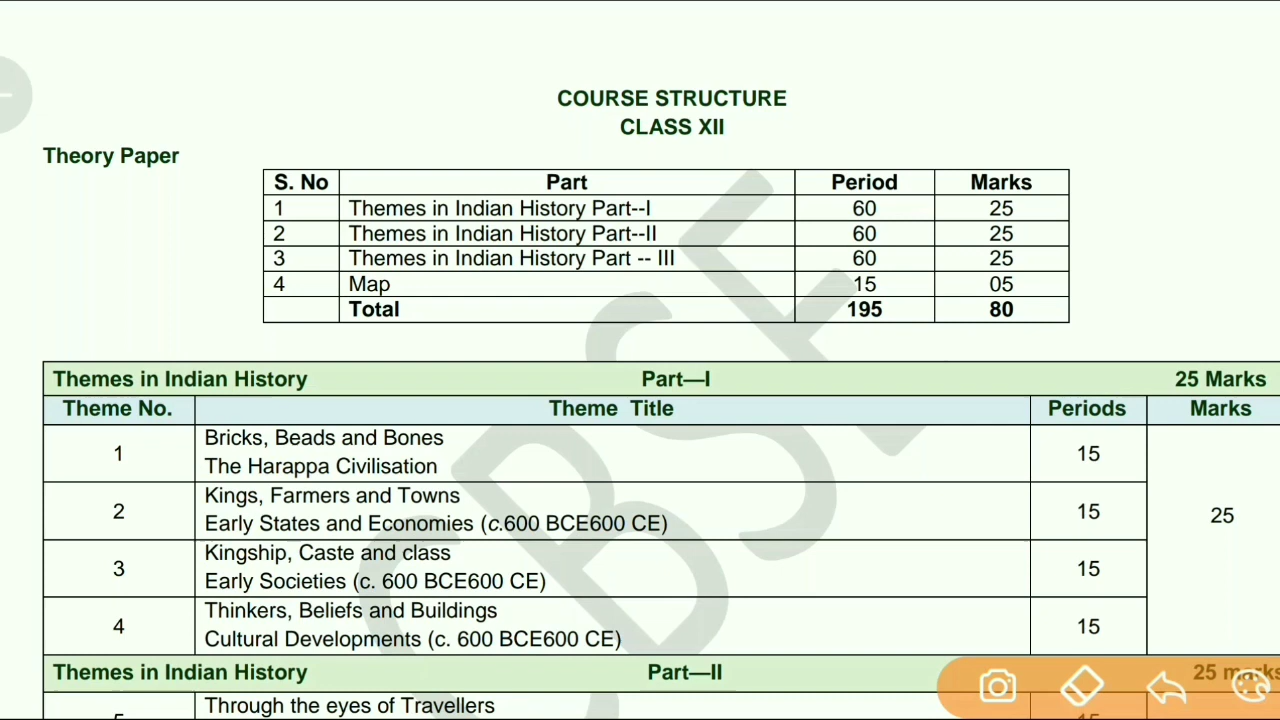 COURSE STRUCTURE
CLASS XII
Theory Paper
S. No Part Period Marks
1 Themes in Indian History Part--I 60 25
2 Themes in Indian History Part--II 60 25
3 Themes in Indian History Part -- III 60 25
4 Map 15 05
Total 195 80
Themes in Indian History Part—I 25 Marks
Theme No. Theme Title Periods Marks
1 Bricks, Beads and Bones 15
The Harappa Civilisation
2 Kings, Farmers and Towns 15 25
Early States and Economies (c.600 BCE600 CE)
3 Kingship, Caste and class 15
Early Societies (c. 600 BCE600 CE)
4 Thinkers, Beliefs and Buildings 15
Cultural Developments (c. 600 BCE600 CE)
Themes in Indian History Part—II 25 marks
Through the eyes of Travellers
CBSE